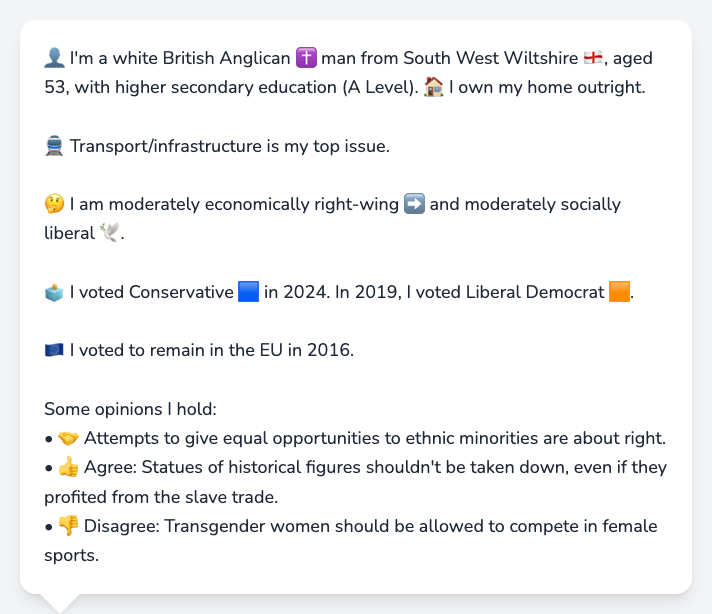 👤 I'm a white British Anglican ✝️ man from South West Wiltshire 🏴󠁧󠁢󠁥󠁮󠁧󠁿, aged
53, with higher secondary education (A Level). 🏠 I own my home outright.
🚆 Transport/infrastructure is my top issue.
🤔 I am moderately economically right-wing ➡️ and moderately socially
liberal 🕊️.
🗳️ I voted Conservative 🟦 in 2024. In 2019, I voted Liberal Democrat 🟧.
🇪🇺 I voted to remain in the EU in 2016.
Some opinions I hold:
• 🤝 Attempts to give equal opportunities to ethnic minorities are about right.
• 👍 Agree: Statues of historical figures shouldn't be taken down, even if they
profited from the slave trade.
• 👎 Disagree: Transgender women should be allowed to compete in female
sports.